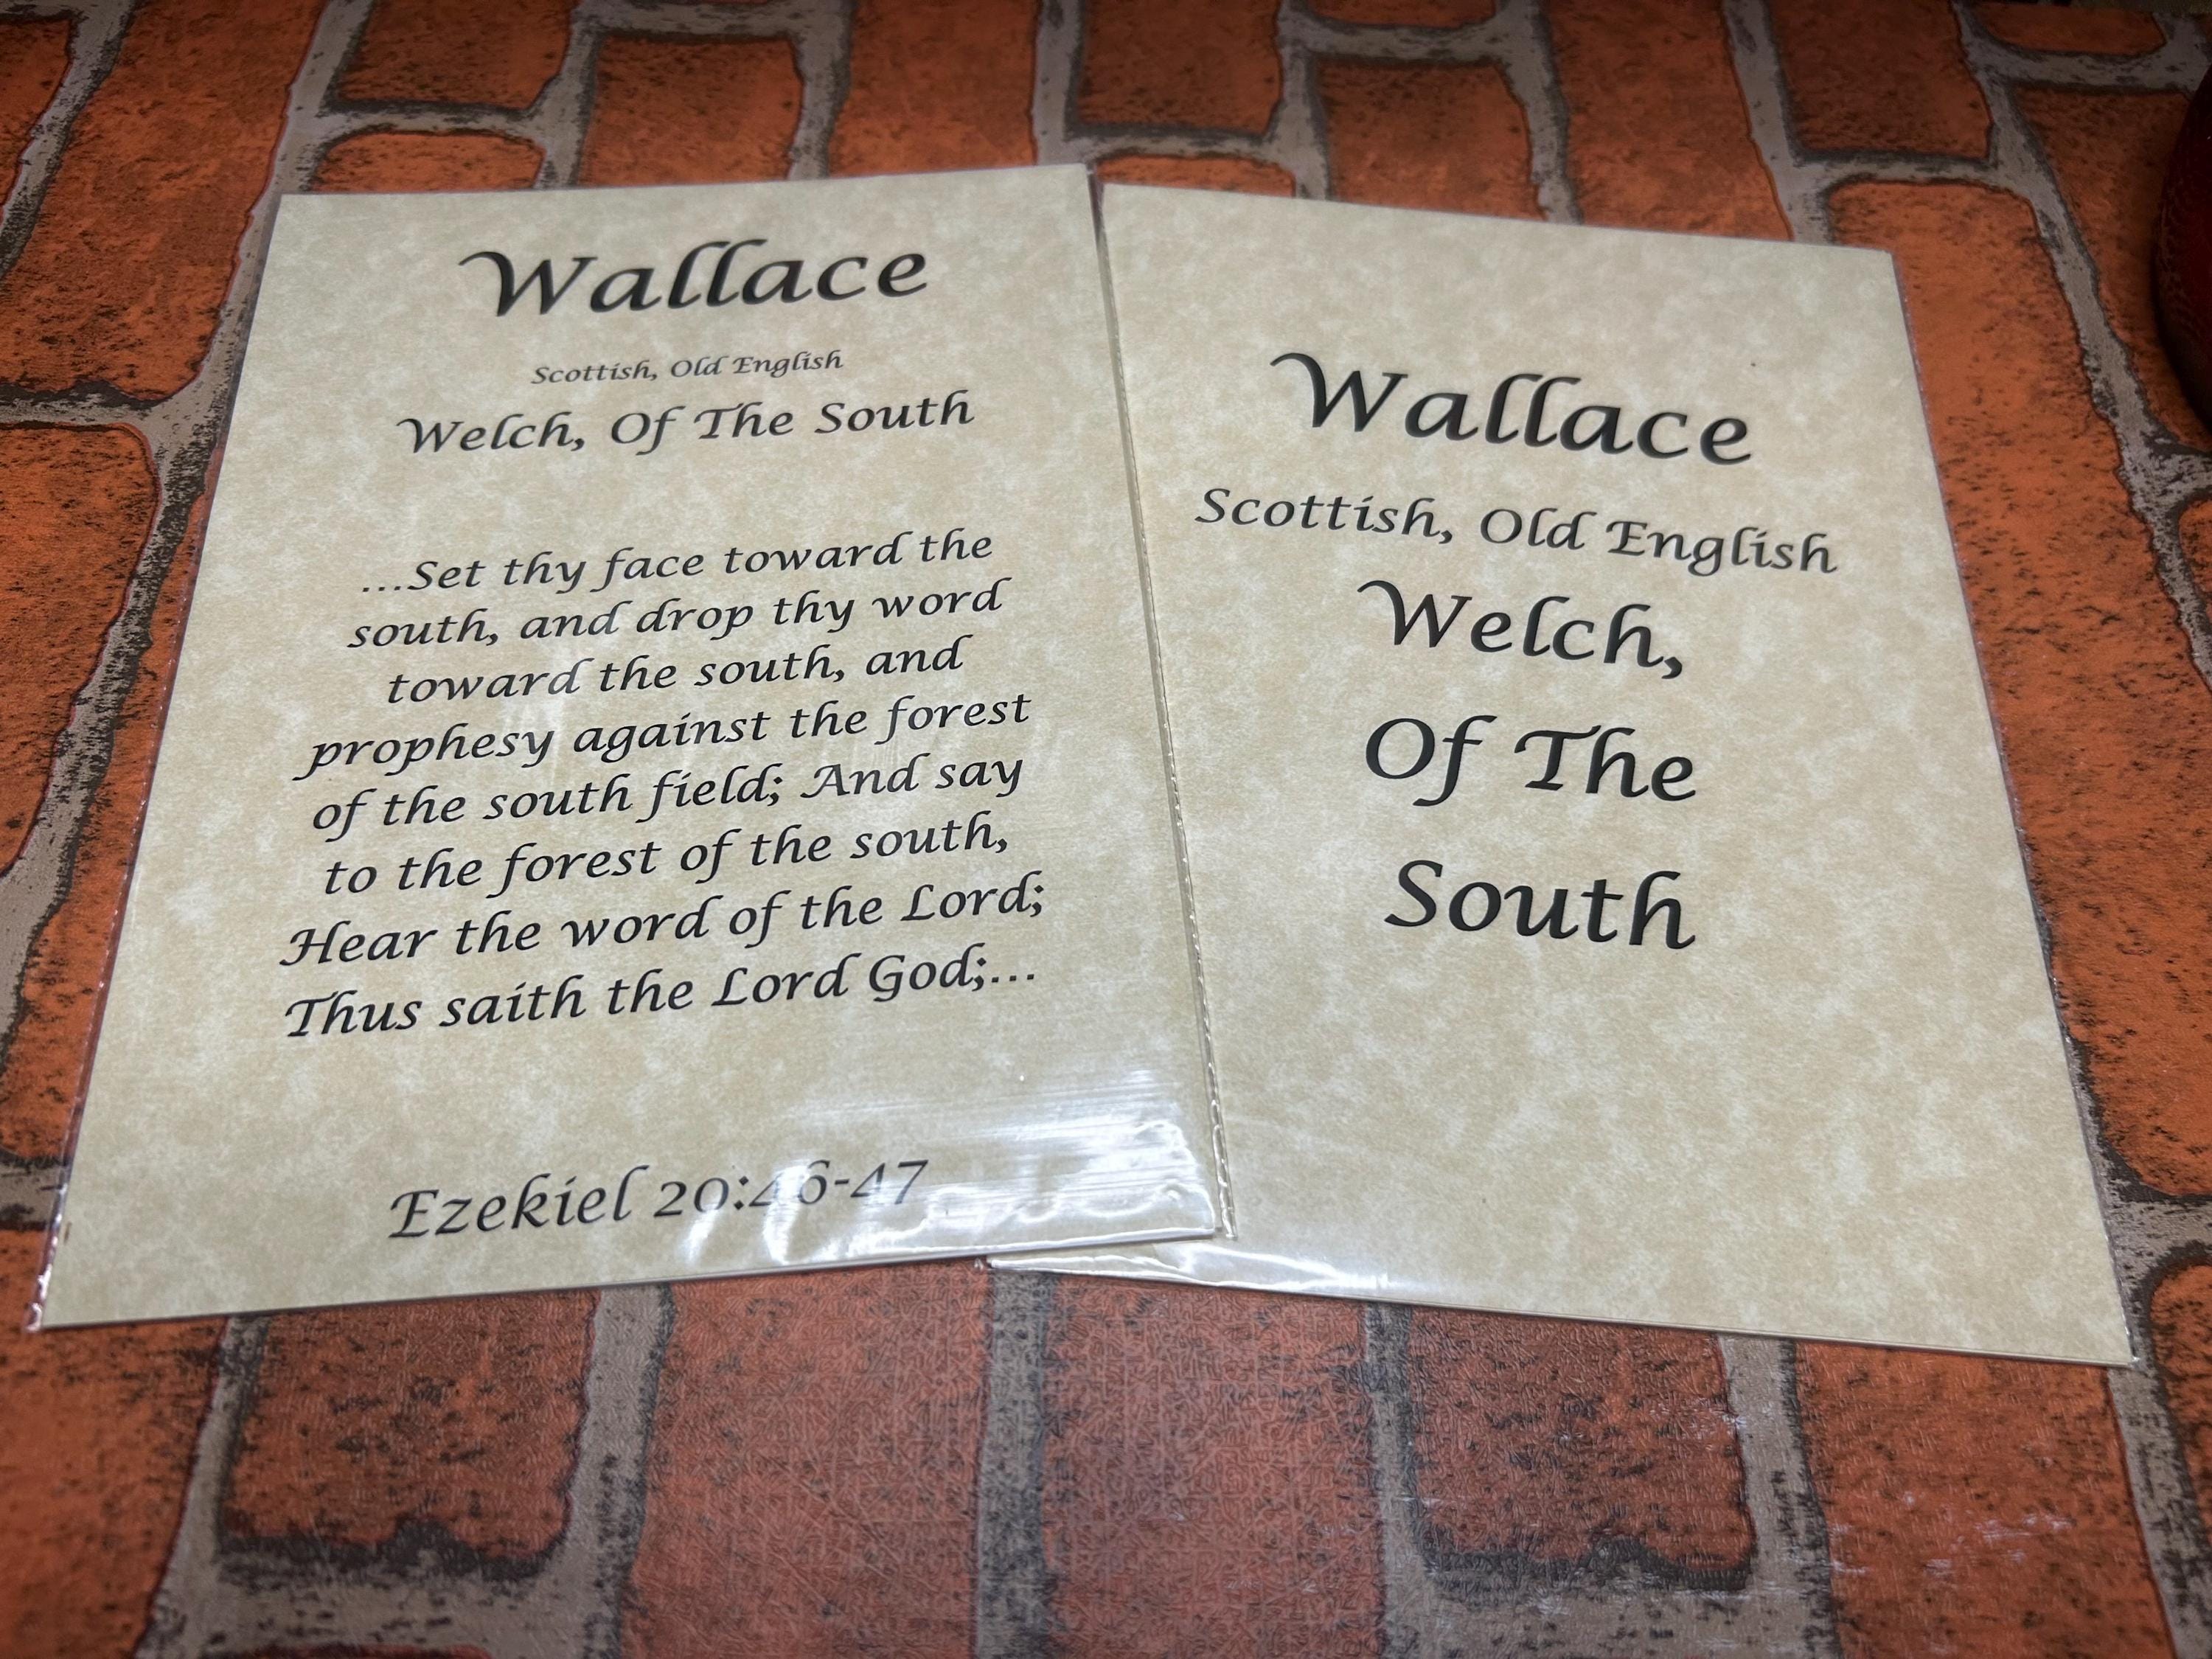 Wallace
Scottish, Old English
Welch, Of The South
...Set thy face toward the
south, and drop thy word
toward the south, and
prophesy against the forest
of the south field; And say
to the forest of the south,
Hear the word of the Lord;
Thus saith the Lord God;...
Ezekiel 20:46-47
Wallace
Scottish, Old English
Welch,
Of The
South